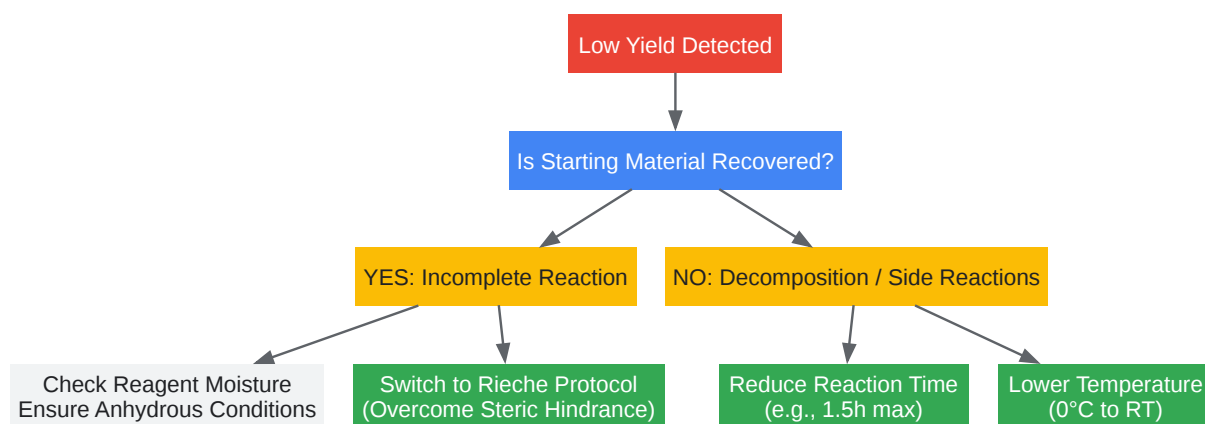 Low Yield Detected
Is Starting Material Recovered?
YES: Incomplete Reaction
NO: Decomposition / Side Reactions
Check Reagent Moisture
Ensure Anhydrous Conditions
Switch to Rieche Protocol
(Overcome Steric Hindrance)
Reduce Reaction Time
(e.g., 1.5h max)
Lower Temperature
(0°C to RT)